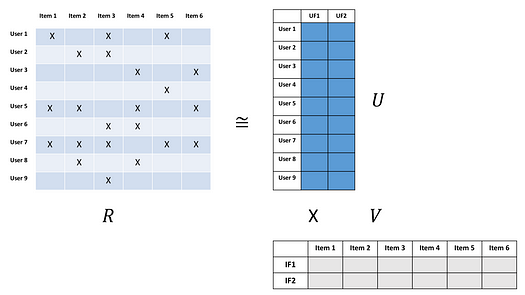 Item 1 Item 2 Item 3 Item 4 Item 5 Item 6
User 1 X X X
User 2 X X
User 3 X X
User 4 X
User 5 X X X X
User 6 X X
User 7 X X X X X
User 8 X X
User 9 X
R
≅
UF1 UF2
User 1
User 2
User 3
User 4
User 5
User 6
User 7
User 8
User 9
U
X V
Item 1 Item 2 Item 3 Item 4 Item 5 Item 6
IF1
IF2